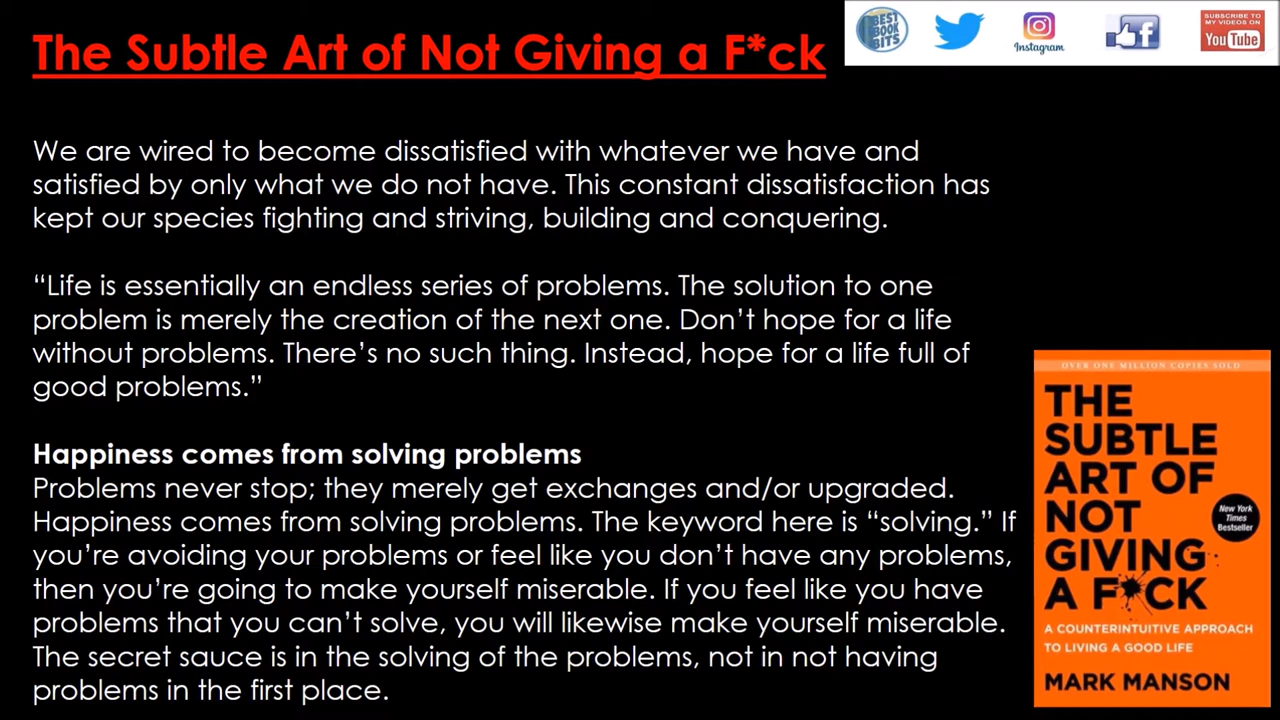 The Subtle Art of Not Giving a F*ck
BEST
BOOK
BITS
Instagram
SUBSCRIBE TO
MY VIDEOS ON
YouTube
We are wired to become dissatisfied with whatever we have and
satisfied by only what we do not have. This constant dissatisfaction has
kept our species fighting and striving, building and conquering.
“Life is essentially an endless series of problems. The solution to one
problem is merely the creation of the next one. Don’t hope for a life
without problems. There’s no such thing. Instead, hope for a life full of
good problems.”
Happiness comes from solving problems
Problems never stop; they merely get exchanges and/or upgraded.
Happiness comes from solving problems. The keyword here is “solving.” If
you’re avoiding your problems or feel like you don’t have any problems,
then you’re going to make yourself miserable. If you feel like you have
problems that you can’t solve, you will likewise make yourself miserable.
The secret sauce is in the solving of the problems, not in not having
problems in the first place.
OVER ONE MILLION COPIES SOLD
THE
SUBTLE
ART OF
NOT
GIVING
A F*CK
New York
Times
Bestseller
A COUNTERINTUITIVE APPROACH
TO LIVING A GOOD LIFE
MARK MANSON